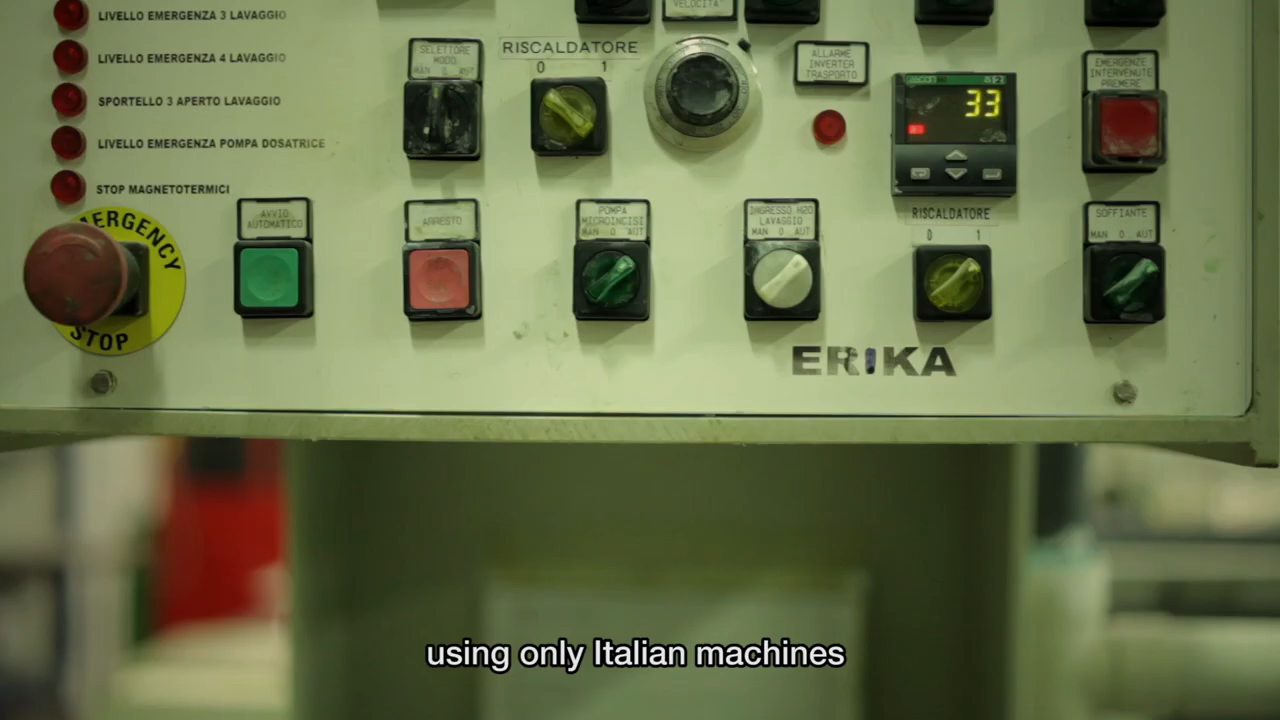 LIVELLO EMERGENZA 3 LAVAGGIO
LIVELLO EMERGENZA 4 LAVAGGIO
SPORTELLO 3 APERTO LAVAGGIO
LIVELLO EMERGENZA POMPA DOSATRICE
STOP MAGNETOTERMICI
VELOCITA'
SELETTORE
MODO
MAN 0 AUT
RISCALDATORE
0 1
ALLARME
INVERTER
TRASPORTO
33
EMERGENZE
INTERVENUTE
PREMERE
EMERGENCY
STOP
AVVIO
AUTOMATICO
ARRESTO
POMPA
MICROINCISI
MAN 0 AUT
INGRESSO H2O
LAVAGGIO
MAN 0 AUT
RISCALDATORE
0 1
SOFFIANTE
MAN 0 AUT
ERIKA
using only Italian machines